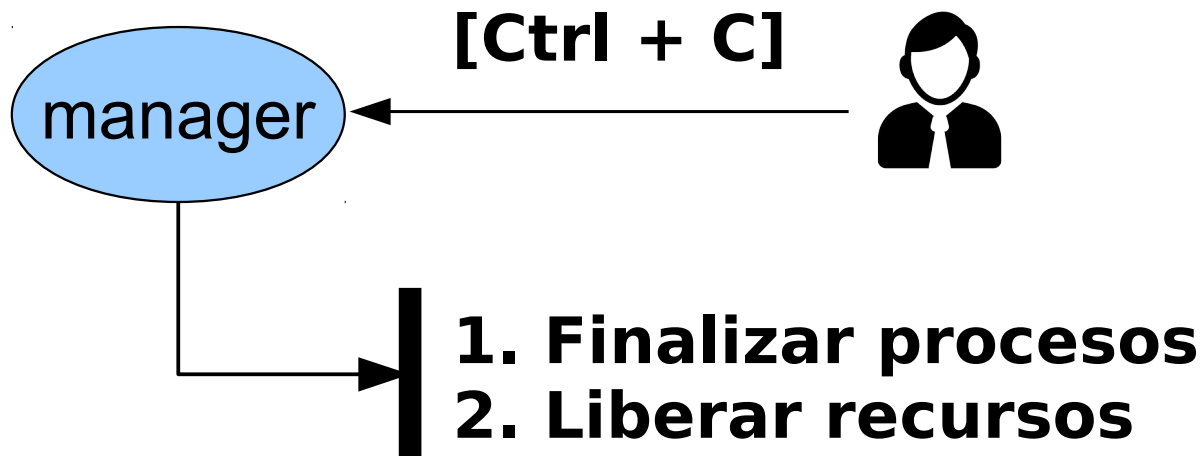 [Ctrl + C]
manager
1. Finalizar procesos
2. Liberar recursos